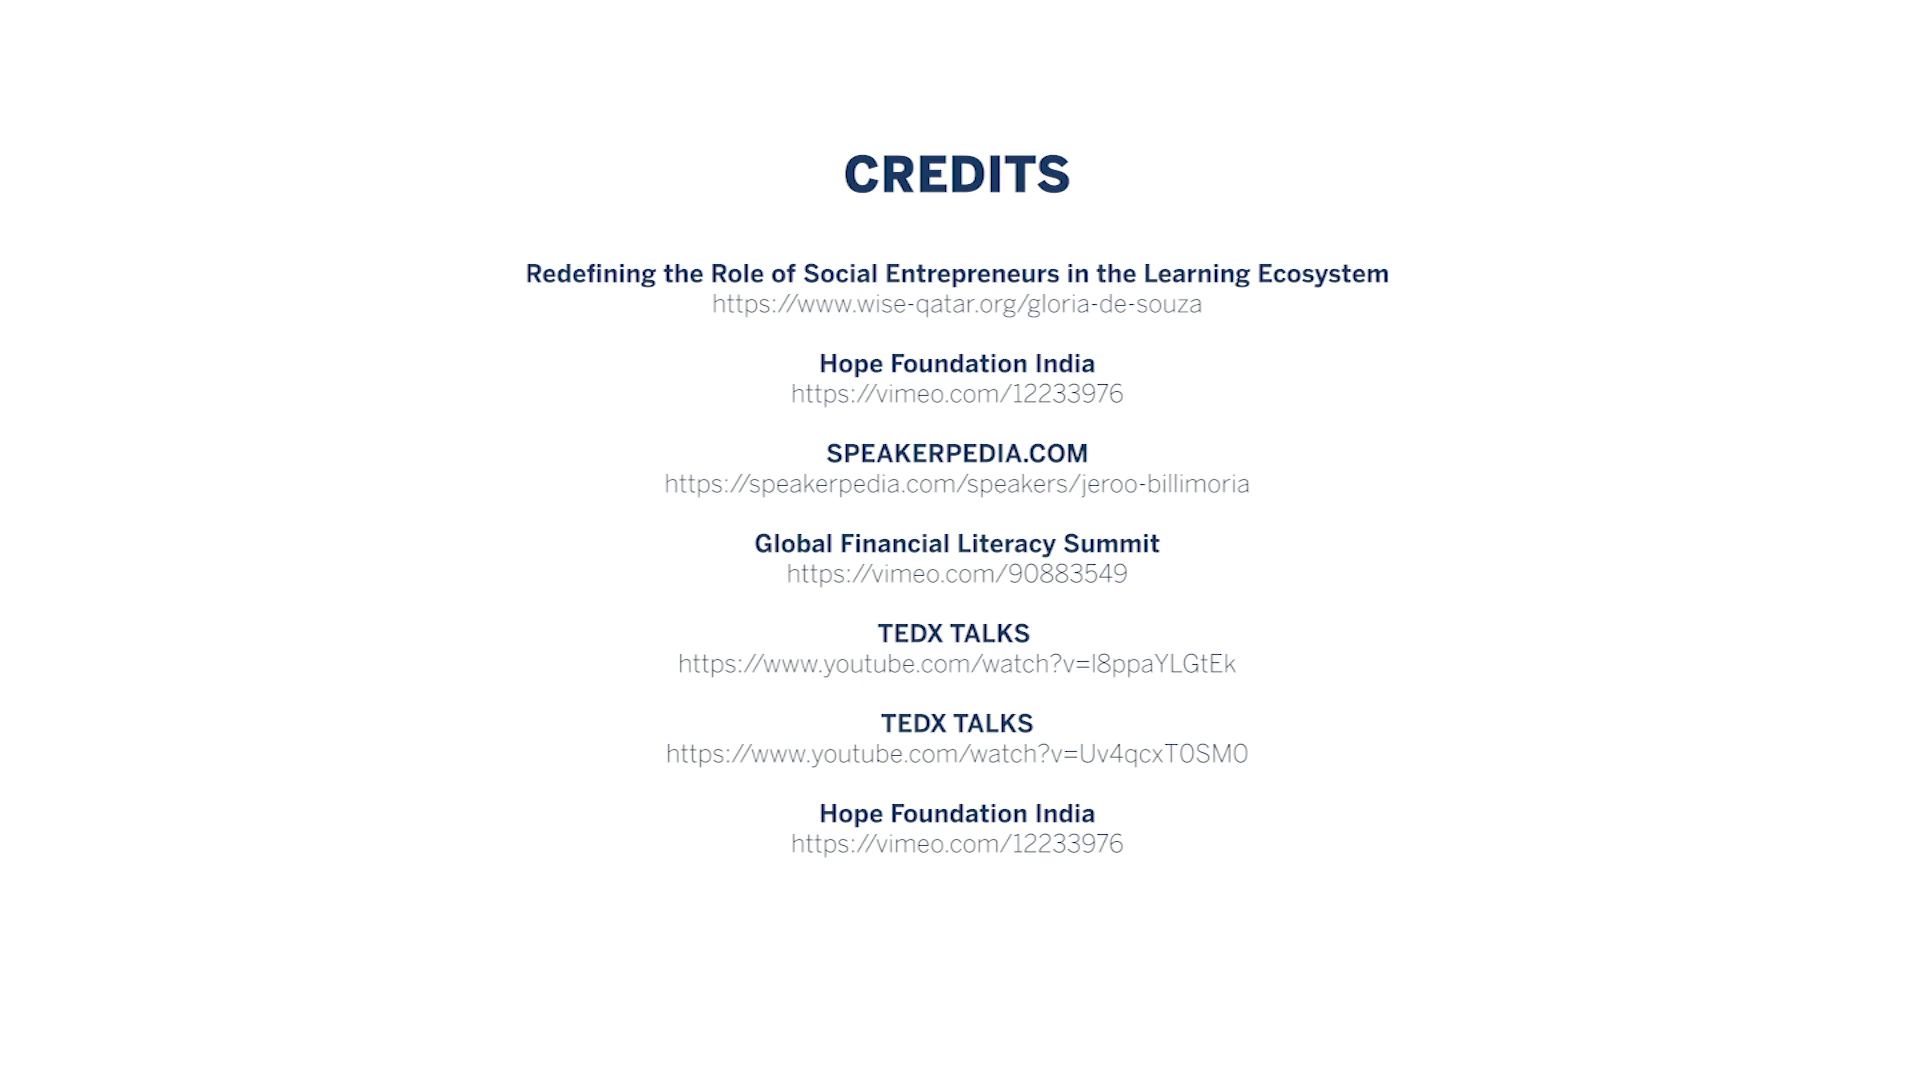 CREDITS
Redefining the Role of Social Entrepreneurs in the Learning Ecosystem
https://www.wise-qatar.org/gloria-de-souza
Hope Foundation India
https://vimeo.com/12233976
SPEAKERPEDIA.COM
https://speakerpedia.com/speakers/jeroo-billimoria
Global Financial Literacy Summit
https://vimeo.com/90883549
TEDX TALKS
https://www.youtube.com/watch?v=l8ppaYLGtEk
TEDX TALKS
https://www.youtube.com/watch?v=Uv4qcxT0SM0
Hope Foundation India
https://vimeo.com/12233976